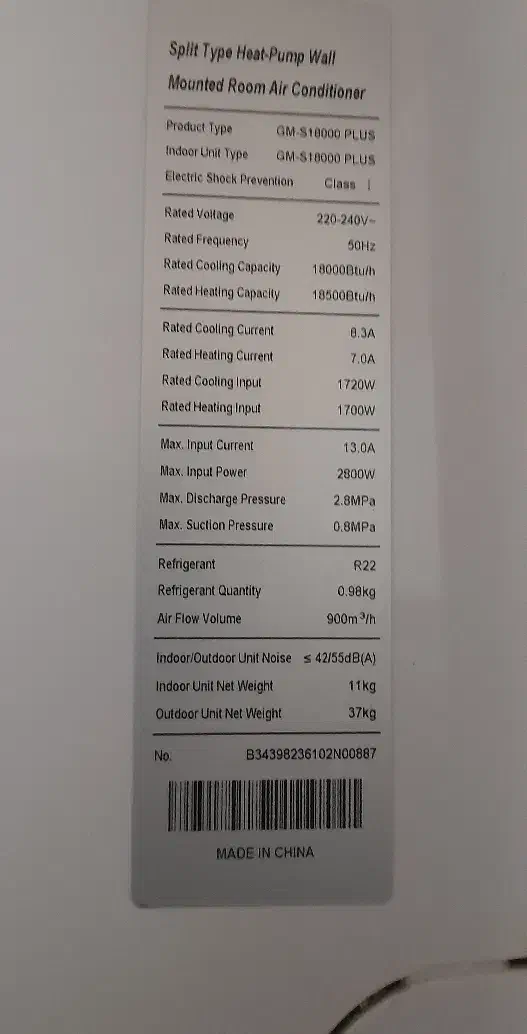 Split Type Heat-Pump Wall
Mounted Room Air Conditioner
Product Type GM-S18000 PLUS
Indoor Unit Type GM-S18000 PLUS
Electric Shock Prevention Class I
Rated Voltage 220-240V~
Rated Frequency 50Hz
Rated Cooling Capacity 18000Btu/h
Rated Heating Capacity 18500Btu/h
Rated Cooling Current
Rated Heating Current 7.0A
Rated Cooling Input 1720W
Rated Heating Input 1700W
Max. Input Current 13.0A
Max. Input Power 2800W
Max. Discharge Pressure 2.8MPa
Max. Suction Pressure 0.8MPa
Refrigerant R22
Refrigerant Quantity 0.98kg
Air Flow Volume 900m³/h
Indoor/Outdoor Unit Noise ≤ 42/55dB(A)
Indoor Unit Net Weight 11kg
Outdoor Unit Net Weight 37kg
No. B34398236102N00887
MADE IN CHINA